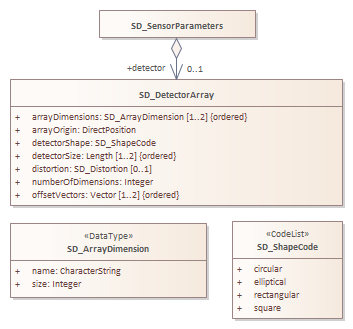 SD_SensorParameters
+detector
0..1
SD_DetectorArray
+ arrayDimensions: SD_ArrayDimension [1..2] {ordered}
+ arrayOrigin: DirectPosition
+ detectorShape: SD_ShapeCode
+ detectorSize: Length [1..2] {ordered}
+ distortion: SD_Distortion [0..1]
+ numberOfDimensions: Integer
+ offsetVectors: Vector [1..2] {ordered}
«DataType»
SD_ArrayDimension
+ name: CharacterString
+ size: Integer
«CodeList»
SD_ShapeCode
+ circular
+ elliptical
+ rectangular
+ square